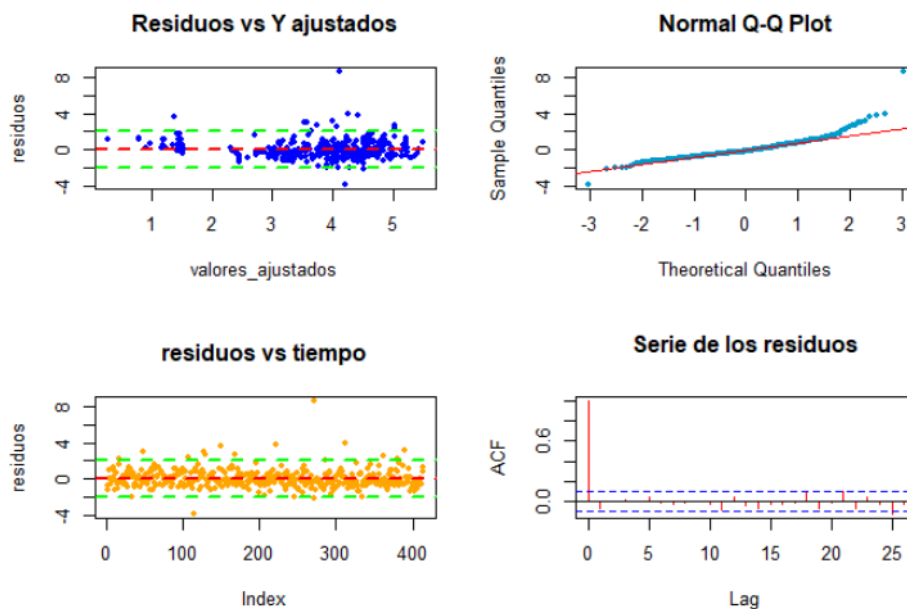 Residuos vs Y ajustados
residuos
8
4
0
-4
1 2 3 4 5
valores_ajustados
Normal Q-Q Plot
Sample Quantiles
8
4
0
-4
-3 -2 -1 0 1 2 3
Theoretical Quantiles
residuos vs tiempo
residuos
8
4
0
-4
0 100 200 300 400
Index
Serie de los residuos
ACF
0.6
0.0
0 5 10 15 20 25
Lag